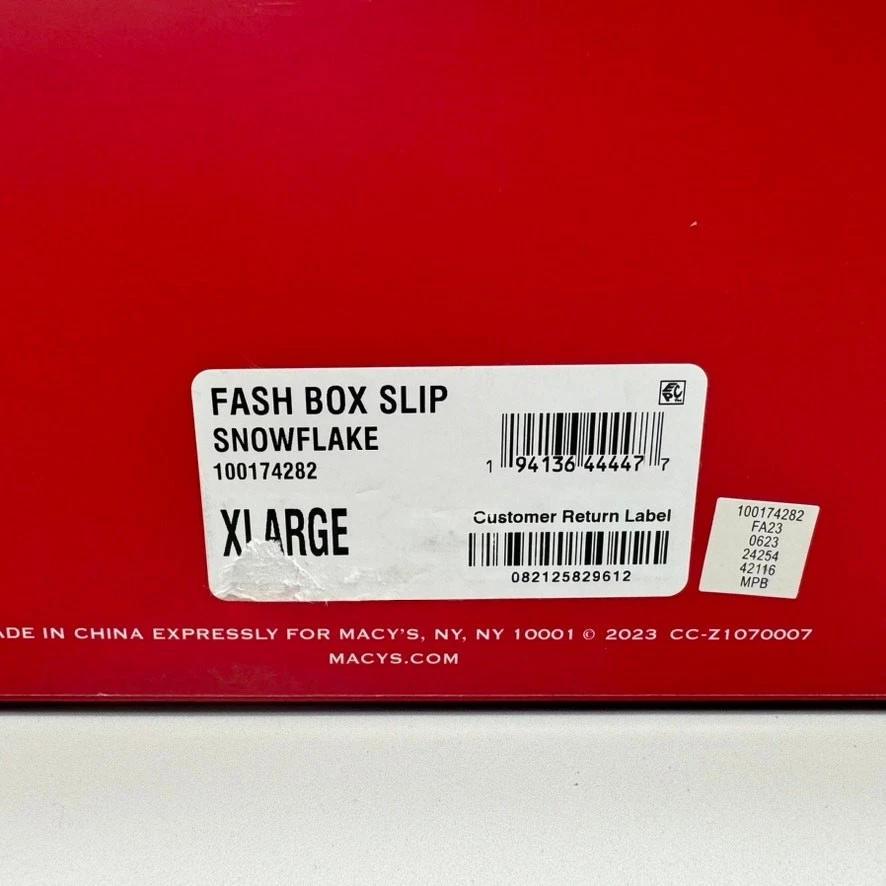 FASH BOX SLIP
SNOWFLAKE
100174282
1 94136 44447 7
XLARGE
Customer Return Label
082125829612
100174282
FA23
0623
24254
42116
MPB
ADE IN CHINA EXPRESSLY FOR MACY'S, NY, NY 10001 © 2023 CC-Z1070007
MACYS.COM